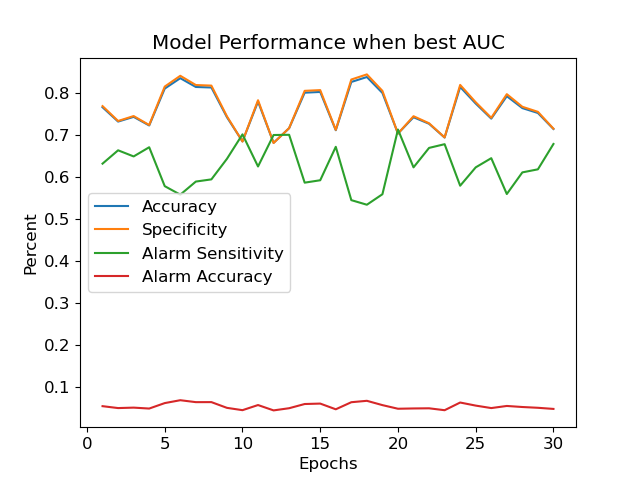 Model Performance when best AUC
Percent
0.8
0.7
0.6
0.5
0.4
0.3
0.2
0.1
Accuracy
Specificity
Alarm Sensitivity
Alarm Accuracy
0 5 10 15 20 25 30
Epochs